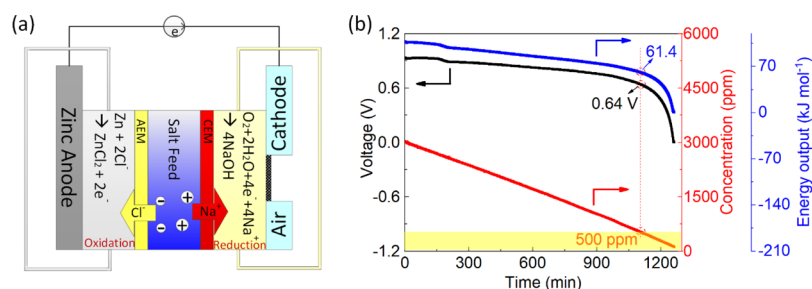 (a)
e⁻
Zinc Anode
Zn + 2Cl⁻
→ ZnCl₂ + 2e⁻
Oxidation
AEM
Cl⁻
Salt Feed
CEM
Na⁺
O₂+2H₂O+4e⁻+4Na⁺
→ 4NaOH
Reduction
Cathode
Air
(b)
Voltage (V)
1.2
0.6
0.0
-0.6
-1.2
61.4
0.64 V
500 ppm
0
300
600
900
1200
Time (min)
6000
4500
3000
1500
0
Concentration (ppm)
70
0
-70
-140
-210
Energy output (kJ mol⁻¹)